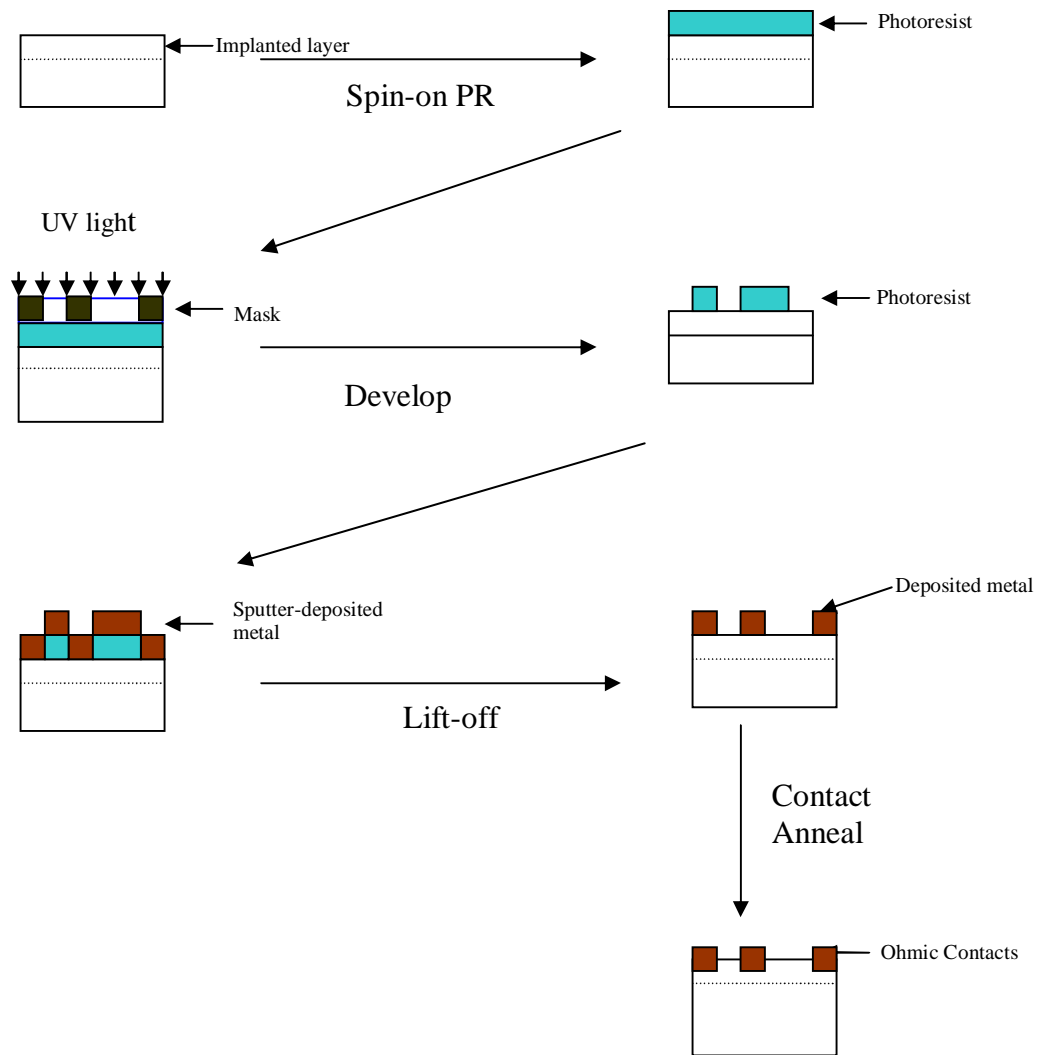 Implanted layer
Spin-on PR
Photoresist
UV light
Mask
Develop
Photoresist
Sputter-deposited
metal
Lift-off
Deposited metal
Contact
Anneal
Ohmic Contacts